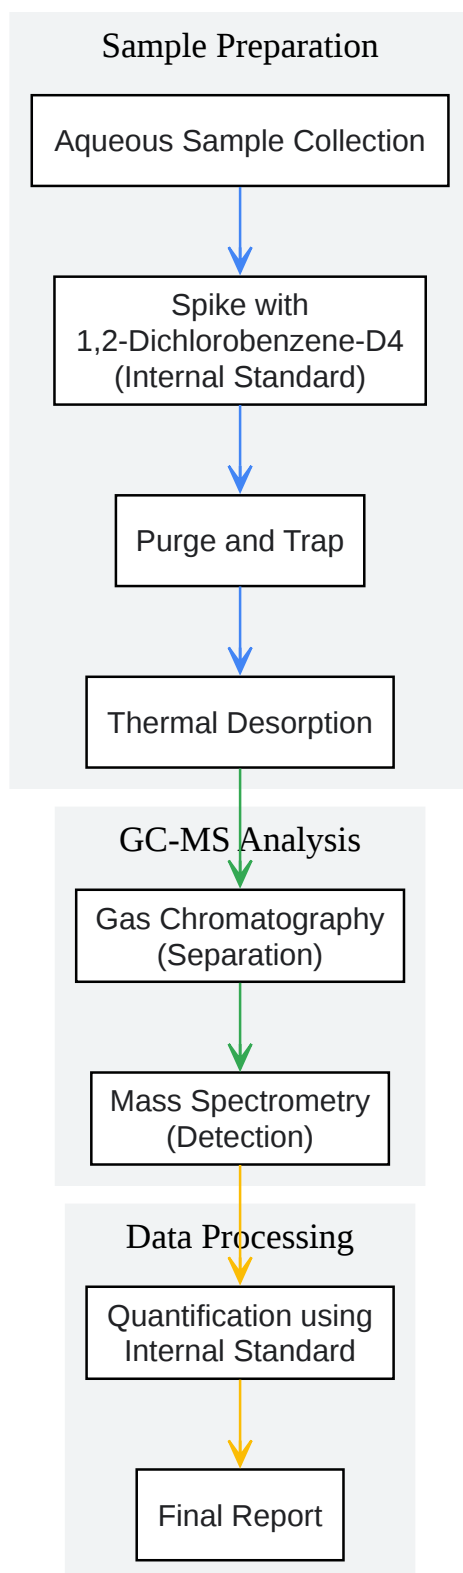 Sample Preparation
Aqueous Sample Collection
Spike with
1,2-Dichlorobenzene-D4
(Internal Standard)
Purge and Trap
Thermal Desorption
GC-MS Analysis
Gas Chromatography
(Separation)
Mass Spectrometry
(Detection)
Data Processing
Quantification using
Internal Standard
Final Report